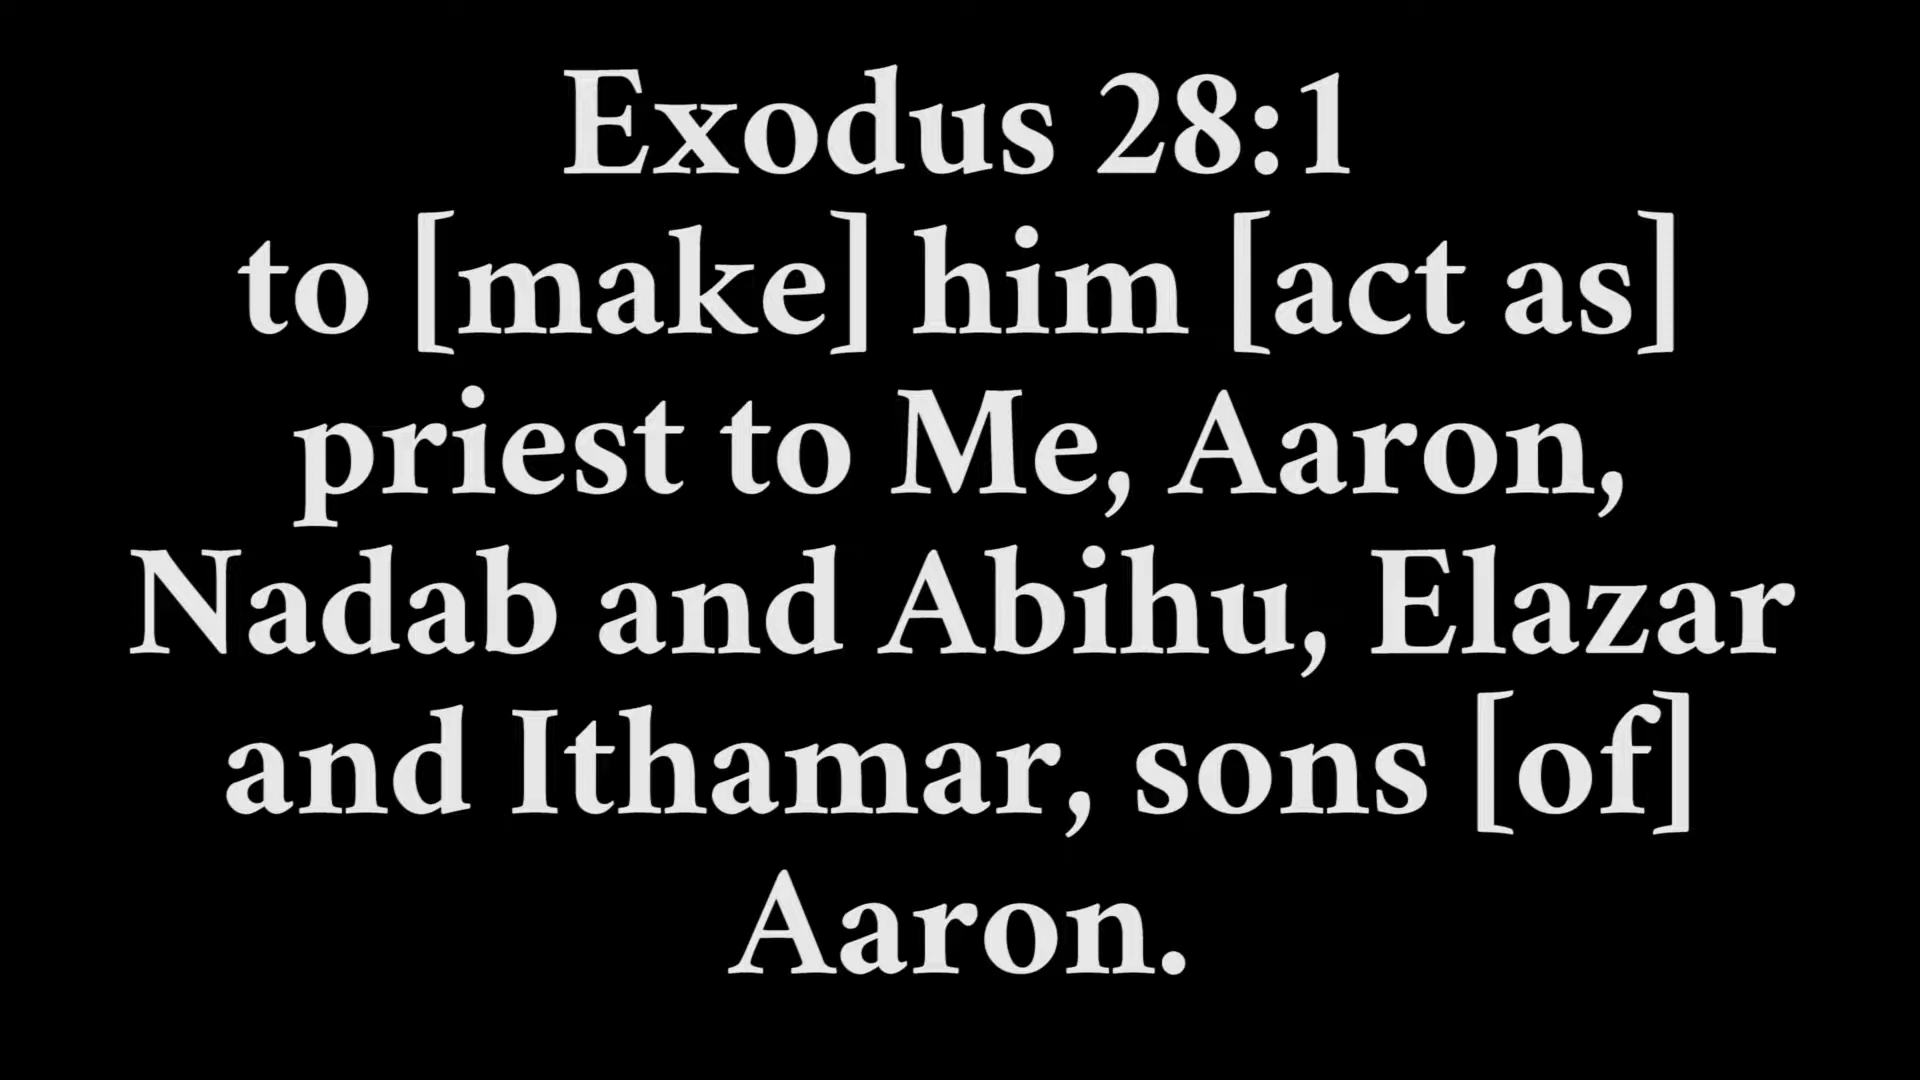 Exodus 28:1
to [make] him [act as]
priest to Me, Aaron,
Nadab and Abihu, Elazar
and Ithamar, sons [of]
Aaron.